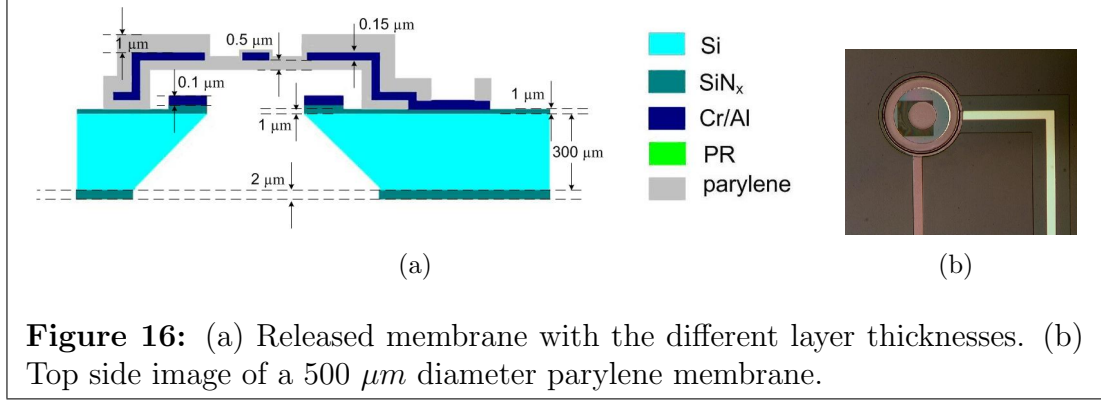 0.15 µm
1 µm
0.5 µm
0.1 µm
1 µm
1 µm
300 µm
2 µm
Si
SiNx
Cr/Al
PR
parylene
(a)
(b)
Figure 16: (a) Released membrane with the different layer thicknesses. (b)
Top side image of a 500 µm diameter parylene membrane.